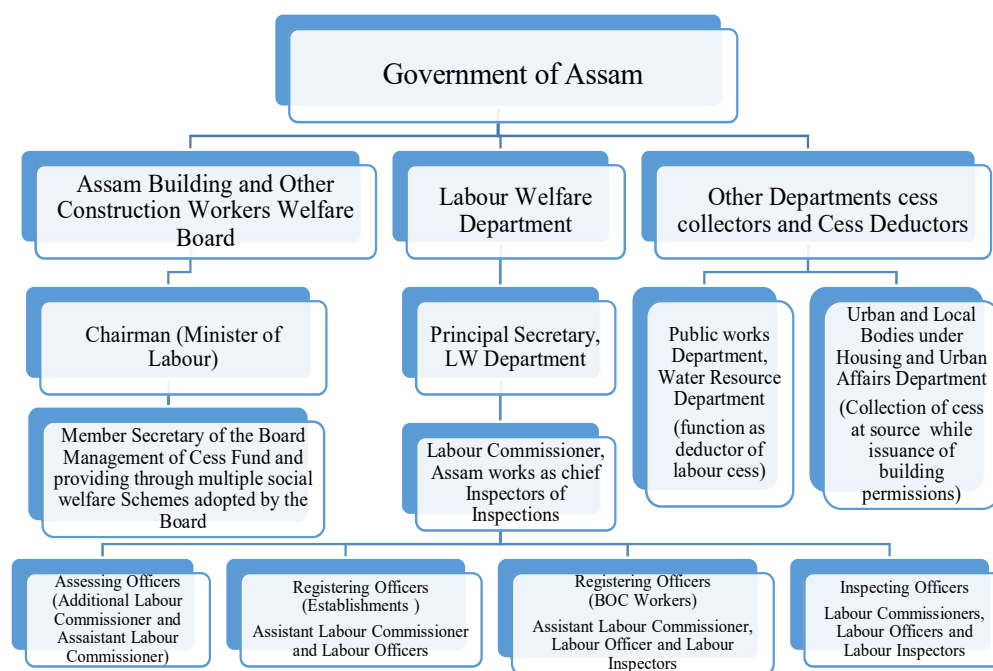 Government of Assam
Assam Building and Other
Construction Workers Welfare
Board
Labour Welfare
Department
Other Departments cess
collectors and Cess Deductors
Chairman (Minister of
Labour)
Principal Secretary,
LW Department
Public works
Department,
Water Resource
Department
(function as
deductor of
labour cess)
Urban and Local
Bodies under
Housing and Urban
Affairs Department
(Collection of cess
at source while
issuance of
building
permissions)
Member Secretary of the Board
Management of Cess Fund and
providing through multiple social
welfare Schemes adopted by the
Board
Labour Commissioner,
Assam works as chief
Inspectors of
Inspections
Assessing Officers
(Additional Labour
Commissioner and
Assaistant Labour
Commissioner)
Registering Officers
(Establishments )
Assistant Labour Commissioner
and Labour Officers
Registering Officers
(BOC Workers)
Assistant Labour Commissioner,
Labour Officer and Labour
Inspectors
Inspecting Officers
Labour Commissioners,
Labour Officers and
Labour Inspectors